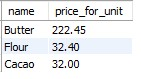 name price_for_unit
Butter 222.45
Flour 32.40
Cacao 32.00